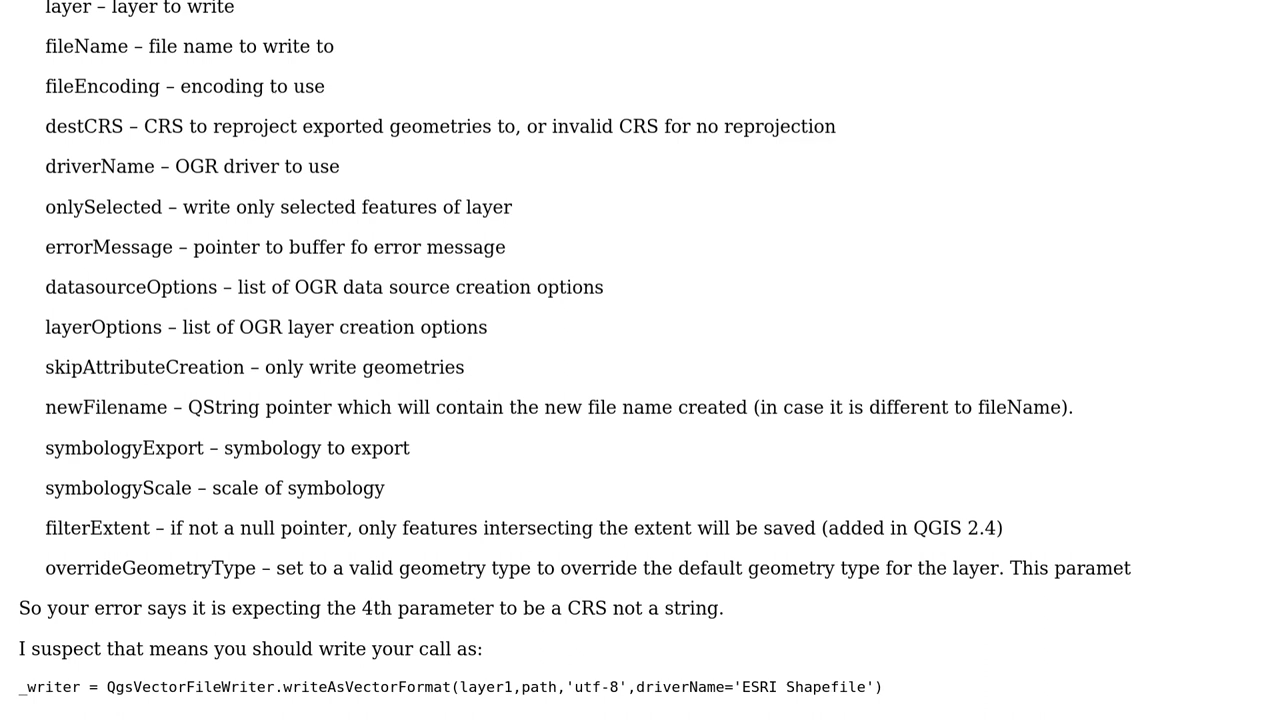 layer – layer to write
fileName – file name to write to
fileEncoding – encoding to use
destCRS – CRS to reproject exported geometries to, or invalid CRS for no reprojection
driverName – OGR driver to use
onlySelected – write only selected features of layer
errorMessage – pointer to buffer fo error message
datasourceOptions – list of OGR data source creation options
layerOptions – list of OGR layer creation options
skipAttributeCreation – only write geometries
newFilename – QString pointer which will contain the new file name created (in case it is different to fileName).
symbologyExport – symbology to export
symbologyScale – scale of symbology
filterExtent – if not a null pointer, only features intersecting the extent will be saved (added in QGIS 2.4)
overrideGeometryType – set to a valid geometry type to override the default geometry type for the layer. This paramet
So your error says it is expecting the 4th parameter to be a CRS not a string.
I suspect that means you should write your call as:
_writer = QgsVectorFileWriter.writeAsVectorFormat(layer1,path,'utf-8',driverName='ESRI Shapefile')